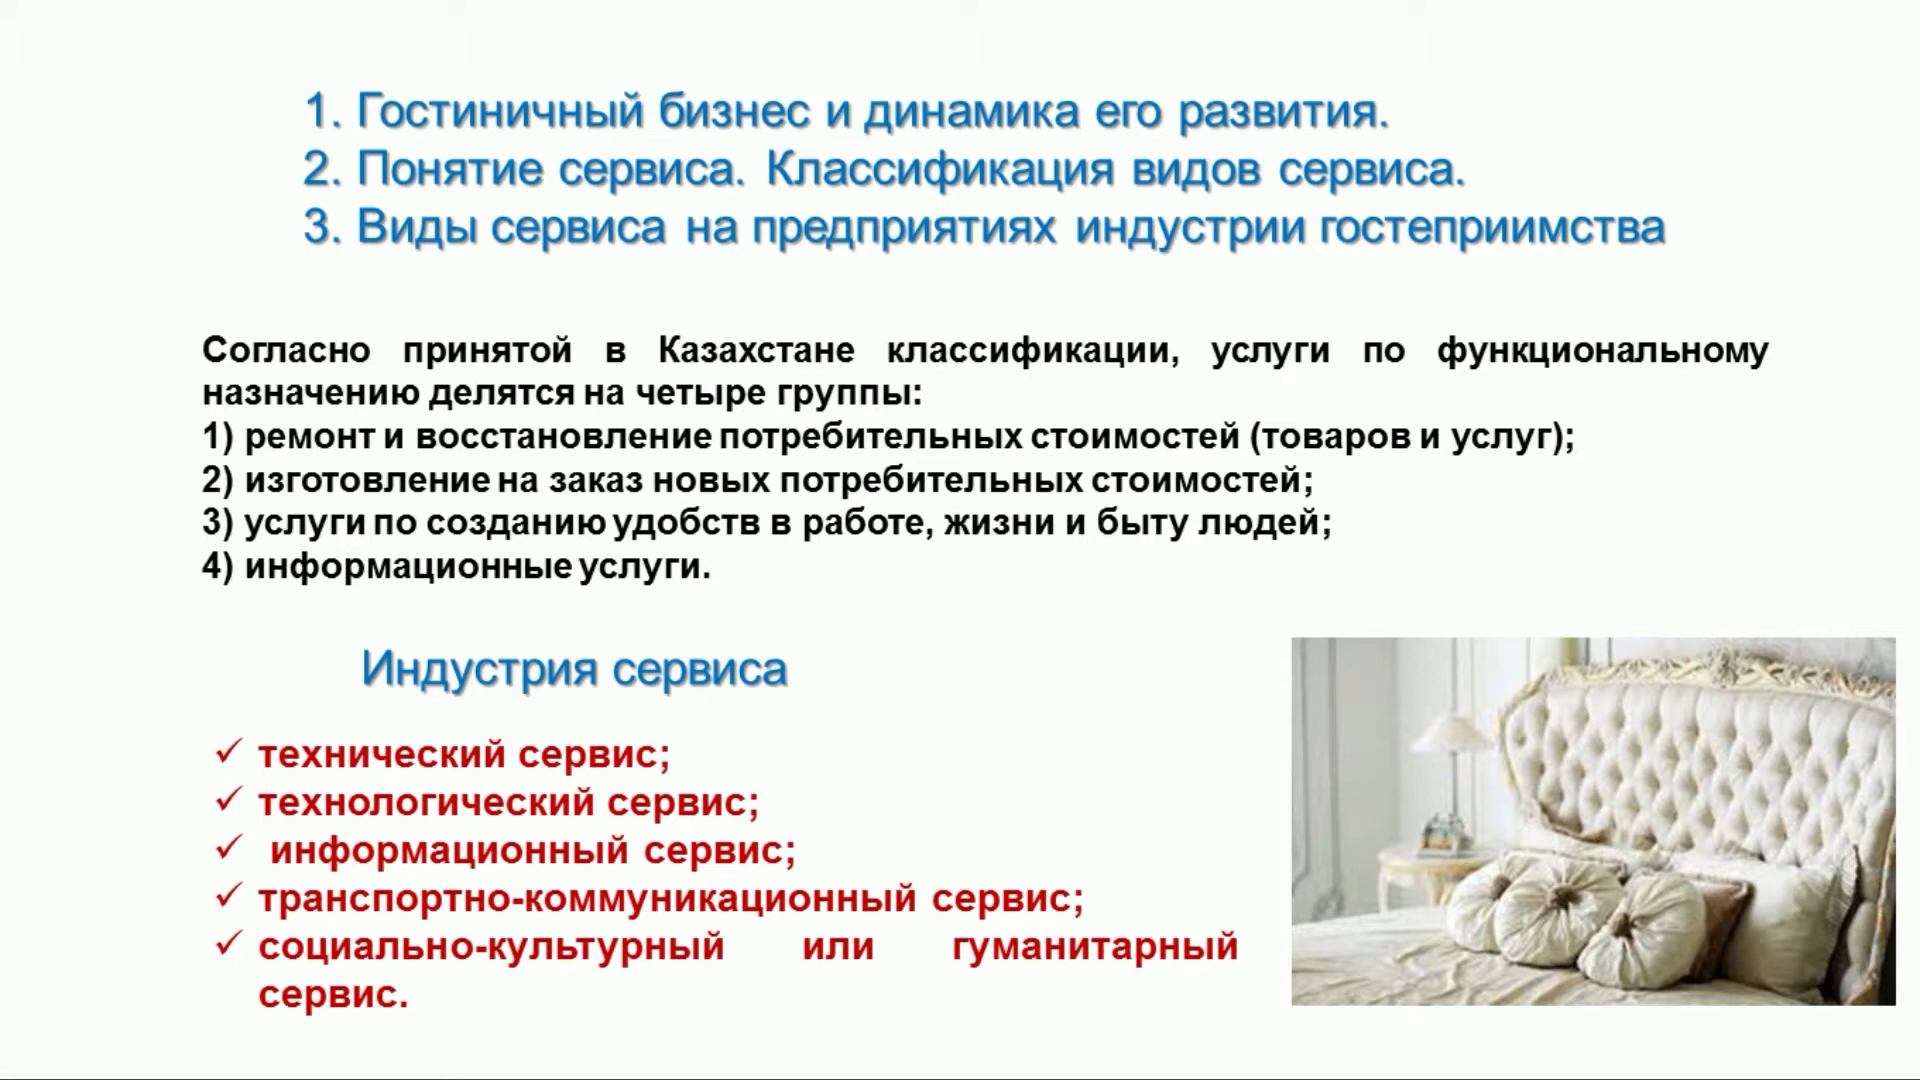 1. Гостиничный бизнес и динамика его развития.
2. Понятие сервиса. Классификация видов сервиса.
3. Виды сервиса на предприятиях индустрии гостеприимства
Согласно принятой в Казахстане классификации, услуги по функциональному
назначению делятся на четыре группы:
1) ремонт и восстановление потребительных стоимостей (товаров и услуг);
2) изготовление на заказ новых потребительных стоимостей;
3) услуги по созданию удобств в работе, жизни и быту людей;
4) информационные услуги.
Индустрия сервиса
✓ технический сервис;
✓ технологический сервис;
✓ информационный сервис;
✓ транспортно-коммуникационный сервис;
✓ социально-культурный или гуманитарный
сервис.